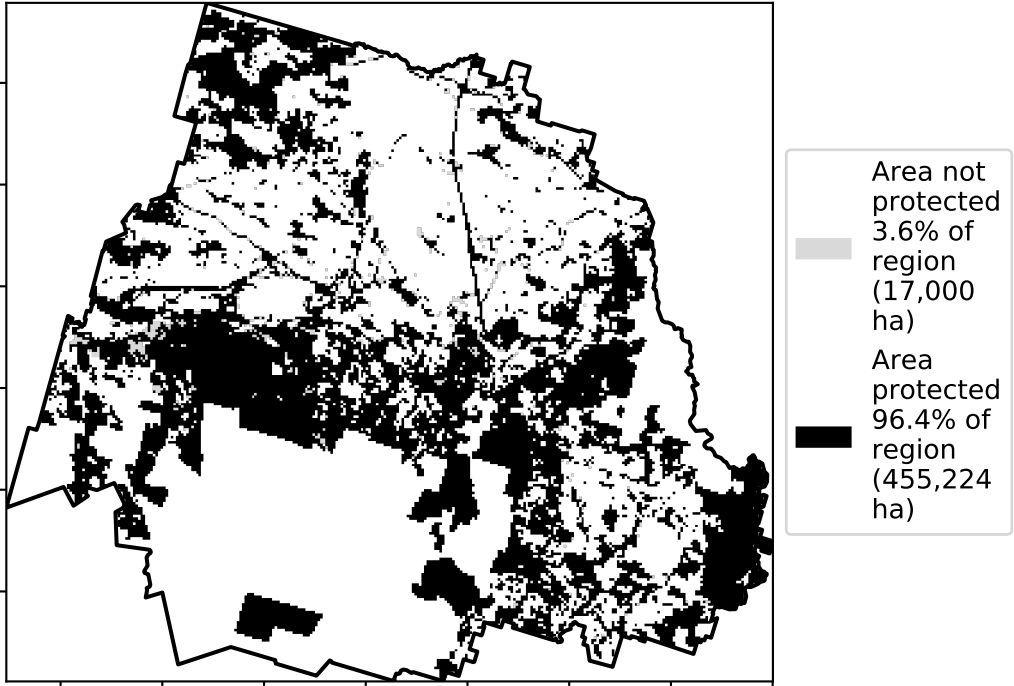 Area not
protected
3.6% of
region
(17,000
ha)
Area
protected
96.4% of
region
(455,224
ha)